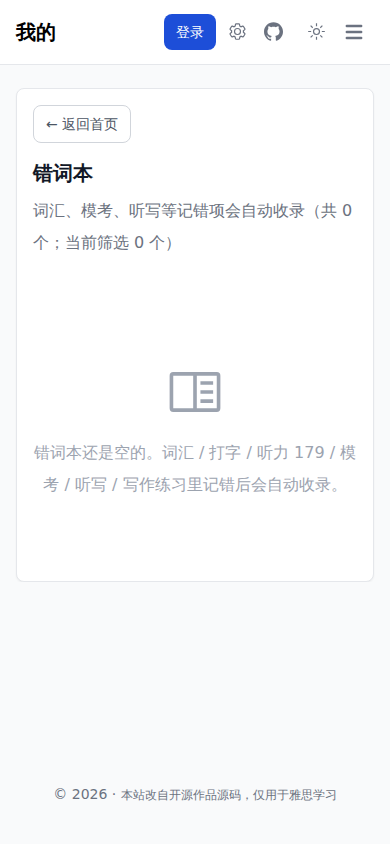 我的
登录
← 返回首页
错词本
词汇、模考、听写等记错项会自动收录（共 0
个；当前筛选 0 个）
错词本还是空的。词汇 / 打字 / 听力 179 / 模
考 / 听写 / 写作练习里记错后会自动收录。
© 2026 · 本站改自开源作品源码，仅用于雅思学习